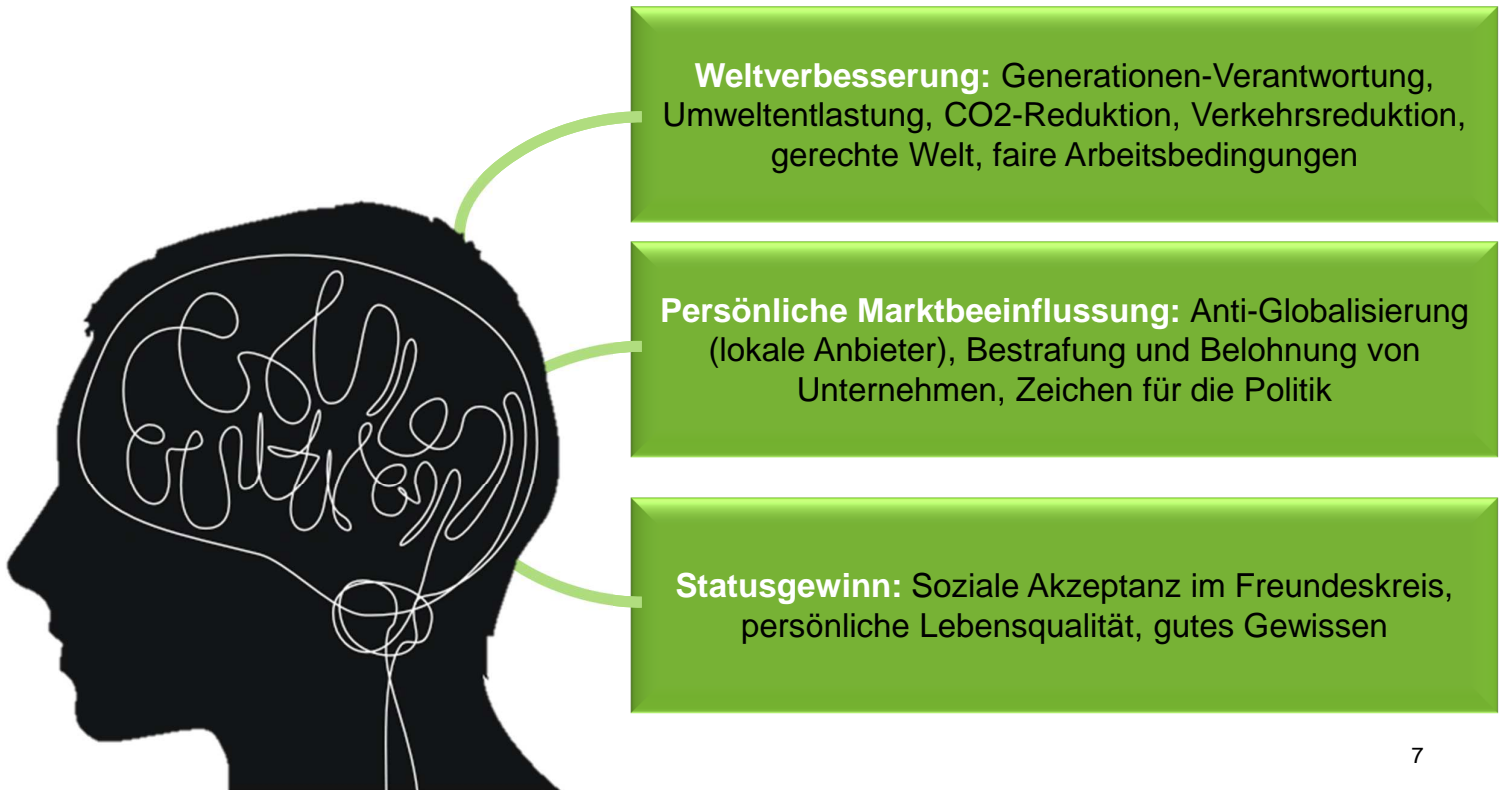 Weltverbesserung: Generationen-Verantwortung,
Umweltentlastung, CO2-Reduktion, Verkehrsreduktion,
gerechte Welt, faire Arbeitsbedingungen
Persönliche Marktbeeinflussung: Anti-Globalisierung
(lokale Anbieter), Bestrafung und Belohnung von
Unternehmen, Zeichen für die Politik
Statusgewinn: Soziale Akzeptanz im Freundeskreis,
persönliche Lebensqualität, gutes Gewissen
7